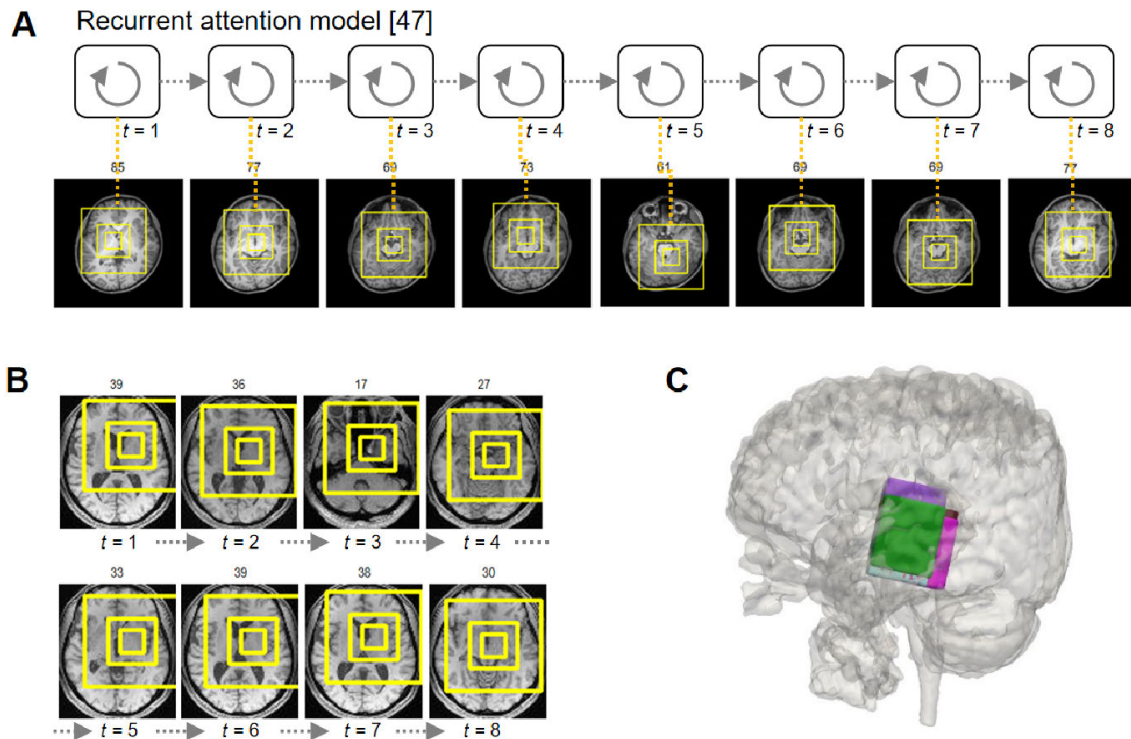 A Recurrent attention model [47]
t = 1 t = 2 t = 3 t = 4 t = 5 t = 6 t = 7 t = 8
85 77 69 73 61 69 69 77
B
39 36 17 27
t = 1 t = 2 t = 3 t = 4
33 39 38 30
t = 5 t = 6 t = 7 t = 8
C